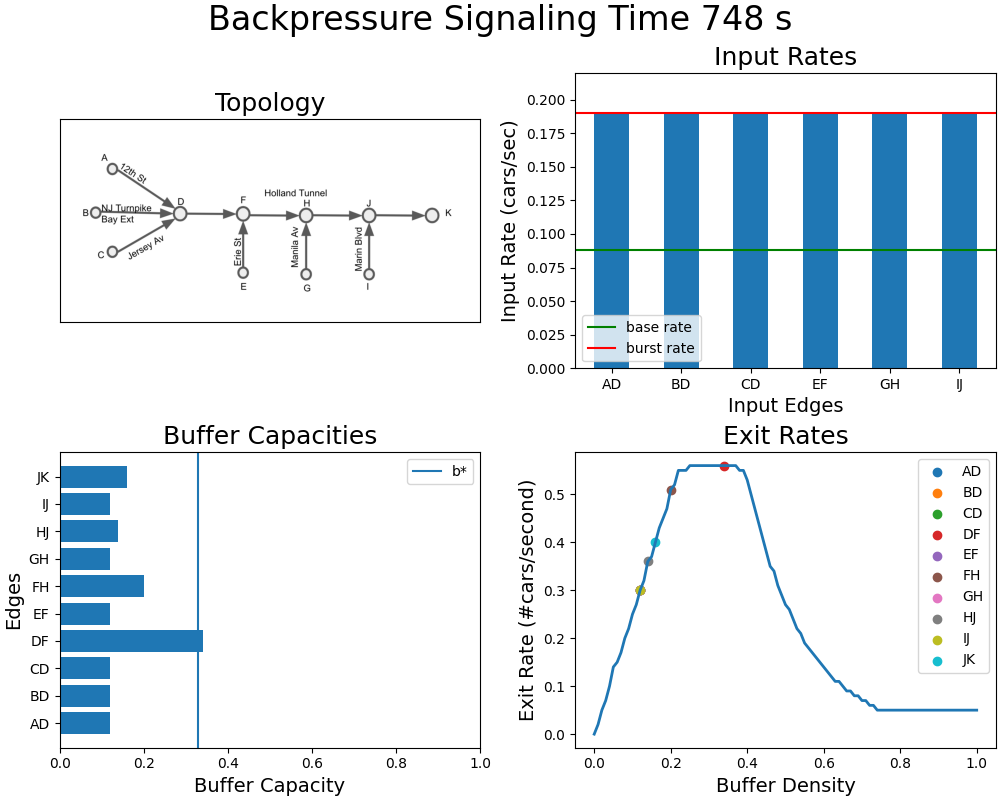 Backpressure Signaling Time 748 s
Topology
A
12th St
B
NJ Turnpike
Bay Ext
C
Jersey Av
D
F
Holland Tunnel
H
J
K
Erie St
Manila Av
Marin Blvd
E
G
I
Input Rates
Input Rate (cars/sec)
0.200
0.175
0.150
0.125
0.100
0.075
0.050
0.025
0.000
base rate
burst rate
AD BD CD EF GH IJ
Input Edges
Buffer Capacities
Edges
JK
IJ
HJ
GH
FH
EF
DF
CD
BD
AD
b*
0.0 0.2 0.4 0.6 0.8 1.0
Buffer Capacity
Exit Rates
Exit Rate (#cars/second)
0.5
0.4
0.3
0.2
0.1
0.0
AD
BD
CD
DF
EF
FH
GH
HJ
IJ
JK
0.0 0.2 0.4 0.6 0.8 1.0
Buffer Density